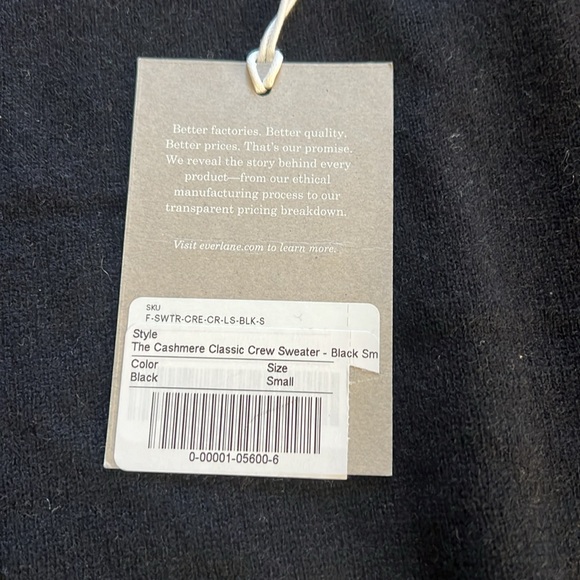 Better factories. Better quality.
Better prices. That's our promise.
We reveal the story behind every
product—from our ethical
manufacturing process to our
transparent pricing breakdown.
Visit everlane.com to learn more.
SKU
F-SWTR-CRE-CR-LS-BLK-S
Style
The Cashmere Classic Crew Sweater - Black Sm
Color Size
Black Small
0-00001-05600-6